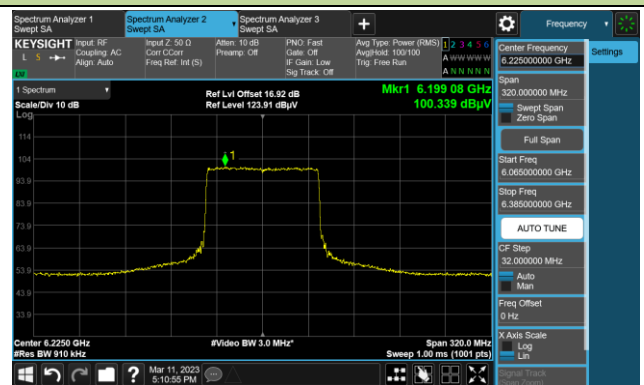 Spectrum Analyzer 1
Swept SA
Spectrum Analyzer 2
Swept SA
Spectrum Analyzer 3
Swept SA
+
Frequency
KEYSIGHT
L S
LW
Input: RF
Coupling: AC
Align: Auto
Input Z: 50 Ω
Corr CCorr
Freq Ref: Int (S)
Atten: 10 dB
Preamp: Off
PNO: Fast
Gate: Off
IF Gain: Low
Sig Track: Off
Avg Type: Power (RMS)
Avg|Hold: 100/100
Trig: Free Run
1 2 3 4 5 6
A W W W W W
A N N N N N
1 Spectrum
Scale/Div 10 dB
Log
Ref Lvl Offset 16.92 dB
Ref Level 123.91 dBµV
Mkr1 6.199 08 GHz
100.339 dBµV
1
114
104
93.9
83.9
73.9
63.9
53.9
43.9
33.9
Center 6.2250 GHz
#Res BW 910 kHz
#Video BW 3.0 MHz*
Span 320.0 MHz
Sweep 1.00 ms (1001 pts)
Center Frequency
6.225000000 GHz
Settings
Span
320.000000 MHz
Swept Span
Zero Span
Full Span
Start Freq
6.065000000 GHz
Stop Freq
6.385000000 GHz
AUTO TUNE
CF Step
32.000000 MHz
Auto
Man
Freq Offset
0 Hz
X Axis Scale
Log
Lin
Signal Track
(Span Zoom)
?
Mar 11, 2023
5:10:55 PM